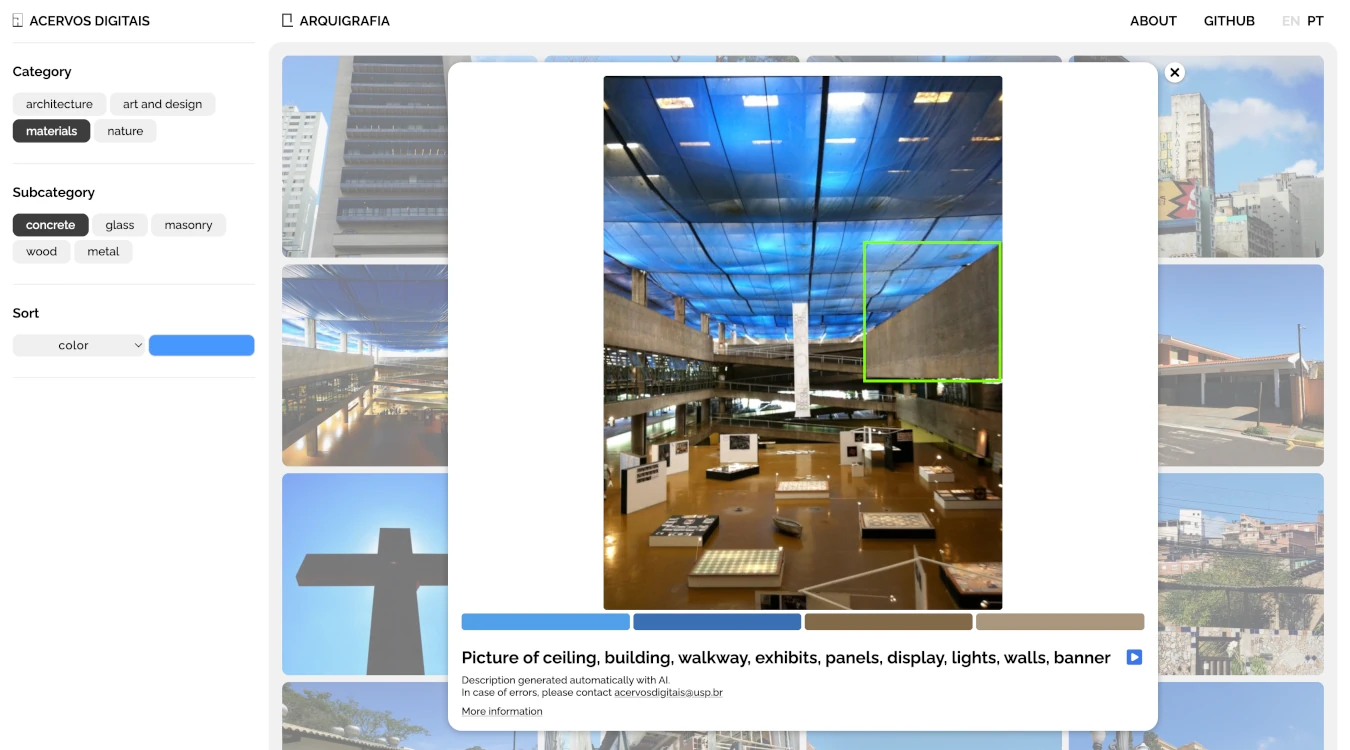 ACERVOS DIGITAIS
ARQUIGRAFIA
ABOUT
GITHUB
EN PT
Category
architecture
art and design
materials
nature
Subcategory
concrete
glass
masonry
wood
metal
Sort
color
Picture of ceiling, building, walkway, exhibits, panels, display, lights, walls, banner
Description generated automatically with AI.
In case of errors, please contact acervosdigitais@usp.br
More information